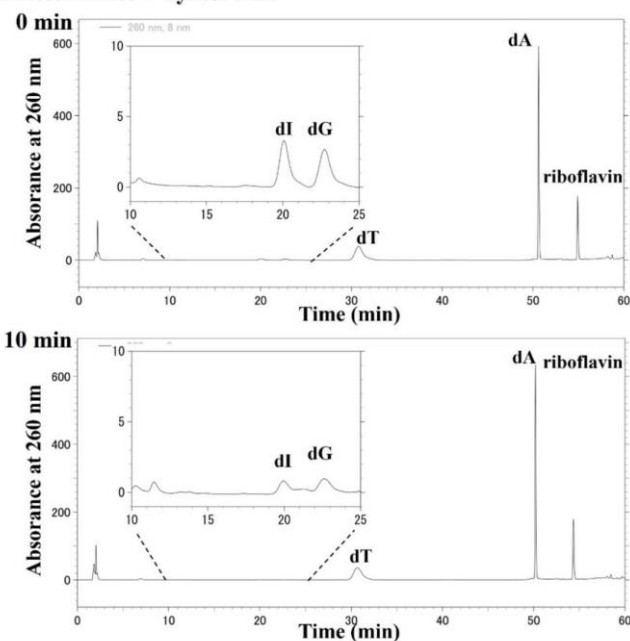 0 min
260 nm, 8 nm
600
400
200
0
Absorance at 260 nm
10
5
0
10 15 20 25
dI dG
dT
dA
riboflavin
0 10 20 30 40 50 60
Time (min)
10 min
600
400
200
0
Absorance at 260 nm
10
5
0
10 15 20 25
dI dG
dT
dA riboflavin
0 10 20 30 40 50 60
Time (min)